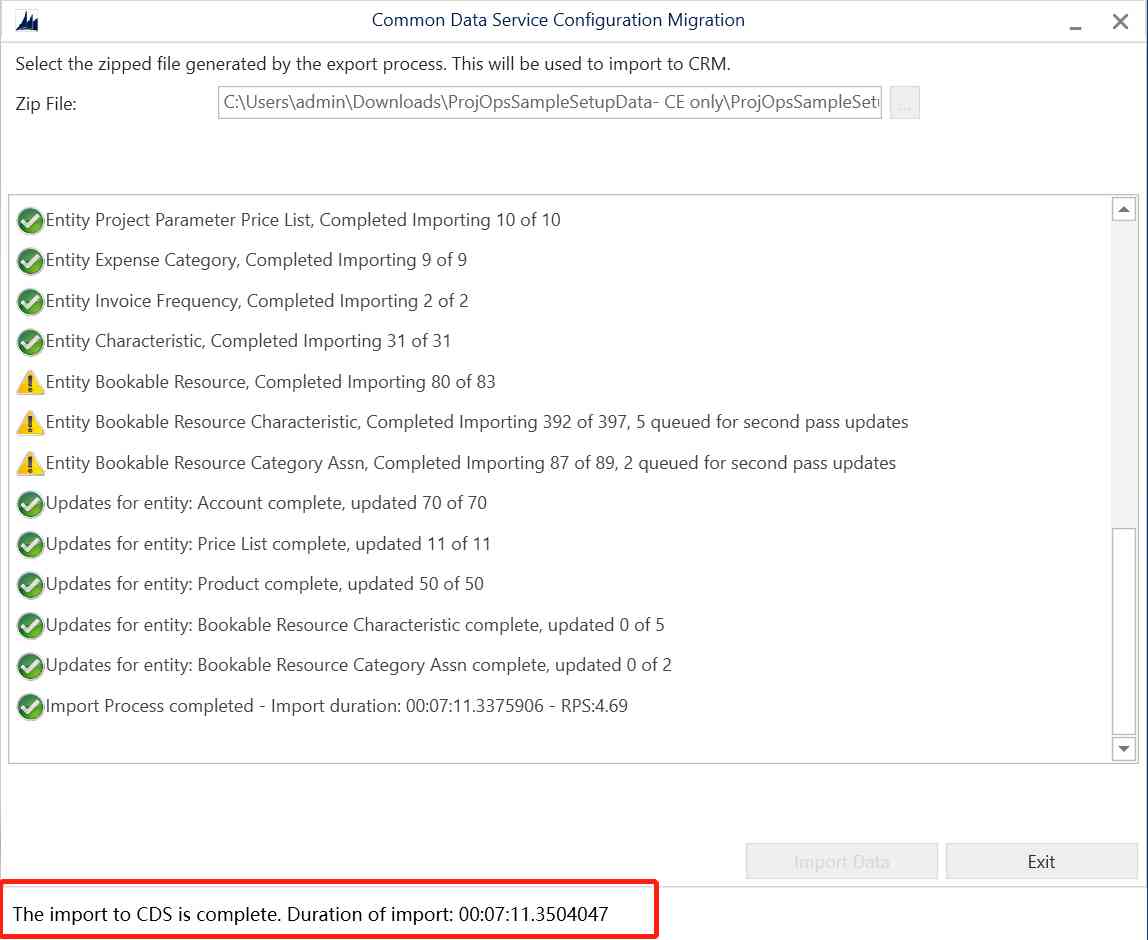 Common Data Service Configuration Migration
Select the zipped file generated by the export process. This will be used to import to CRM.
Zip File:
C:\Users\admin\Downloads\ProjOpsSampleSetupData- CE only\ProjOpsSampleSetu
...
Entity Project Parameter Price List, Completed Importing 10 of 10
Entity Expense Category, Completed Importing 9 of 9
Entity Invoice Frequency, Completed Importing 2 of 2
Entity Characteristic, Completed Importing 31 of 31
Entity Bookable Resource, Completed Importing 80 of 83
Entity Bookable Resource Characteristic, Completed Importing 392 of 397, 5 queued for second pass updates
Entity Bookable Resource Category Assn, Completed Importing 87 of 89, 2 queued for second pass updates
Updates for entity: Account complete, updated 70 of 70
Updates for entity: Price List complete, updated 11 of 11
Updates for entity: Product complete, updated 50 of 50
Updates for entity: Bookable Resource Characteristic complete, updated 0 of 5
Updates for entity: Bookable Resource Category Assn complete, updated 0 of 2
Import Process completed - Import duration: 00:07:11.3375906 - RPS:4.69
Import Data
Exit
The import to CDS is complete. Duration of import: 00:07:11.3504047